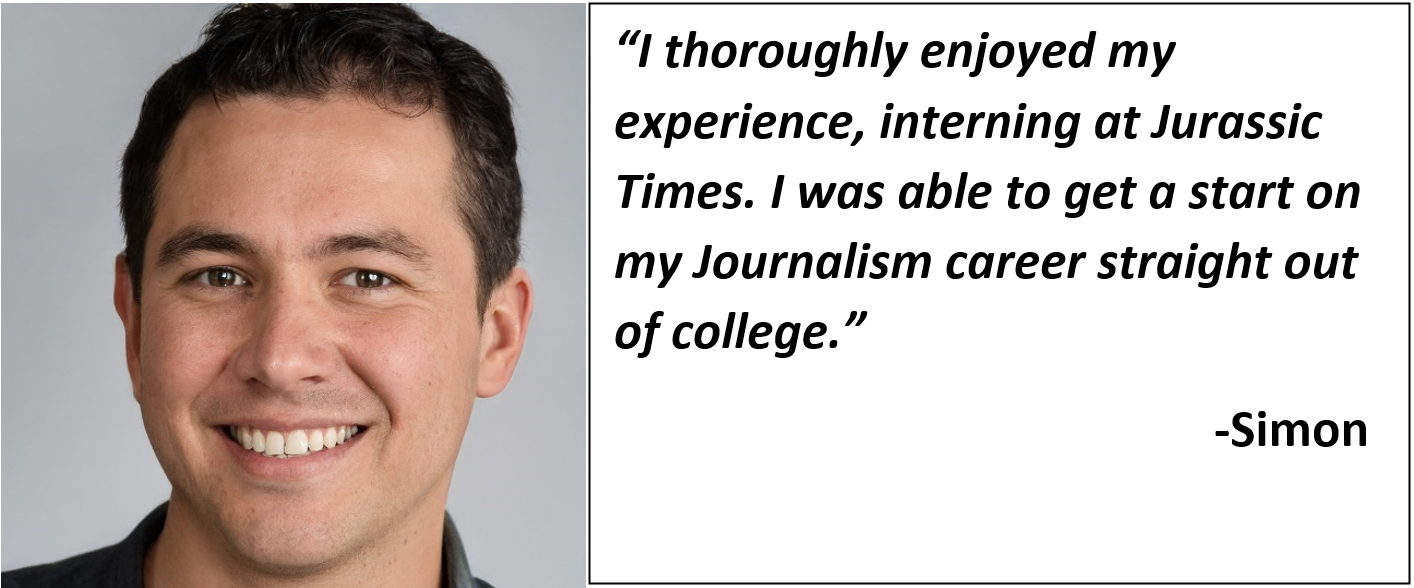 “I thoroughly enjoyed my
experience, interning at Jurassic
Times. I was able to get a start on
my Journalism career straight out
of college.”
-Simon